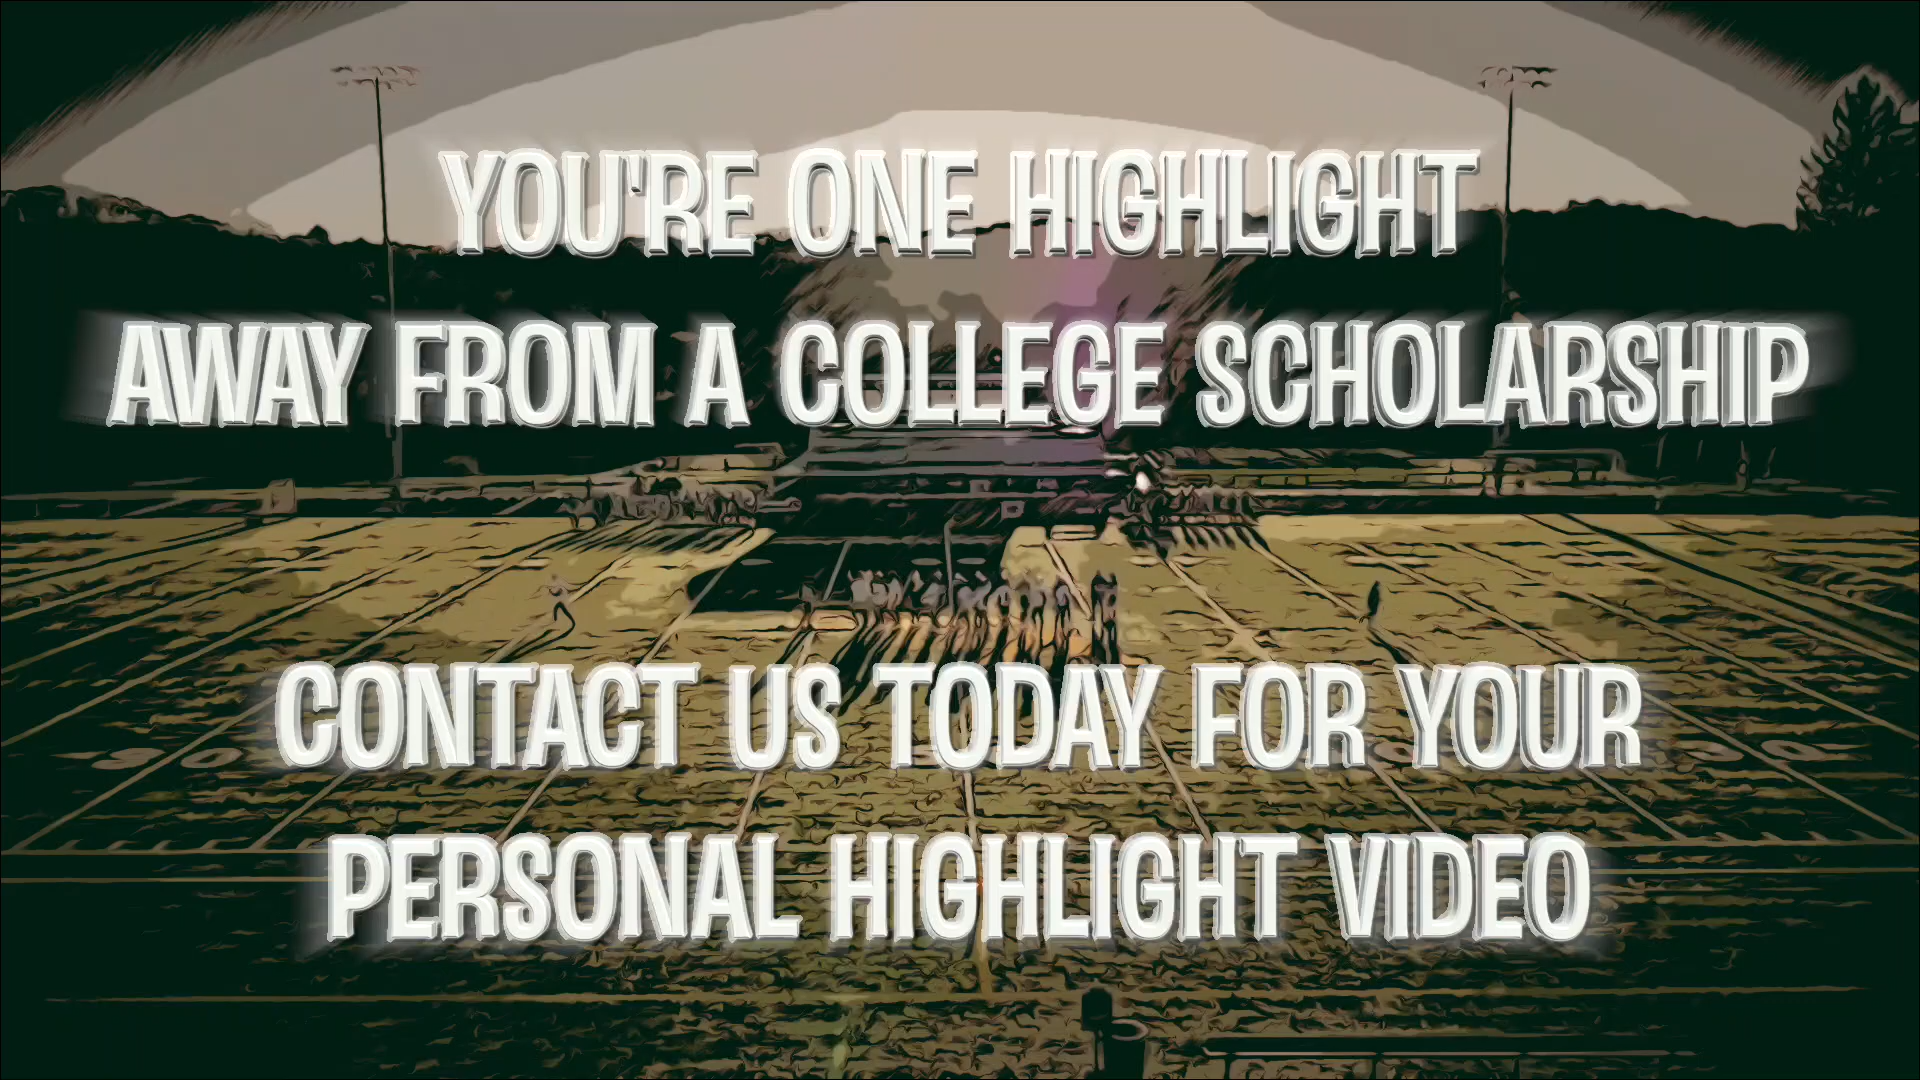 YOU'RE ONE HIGHLIGHT
AWAY FROM A COLLEGE SCHOLARSHIP
CONTACT US TODAY FOR YOUR
PERSONAL HIGHLIGHT VIDEO